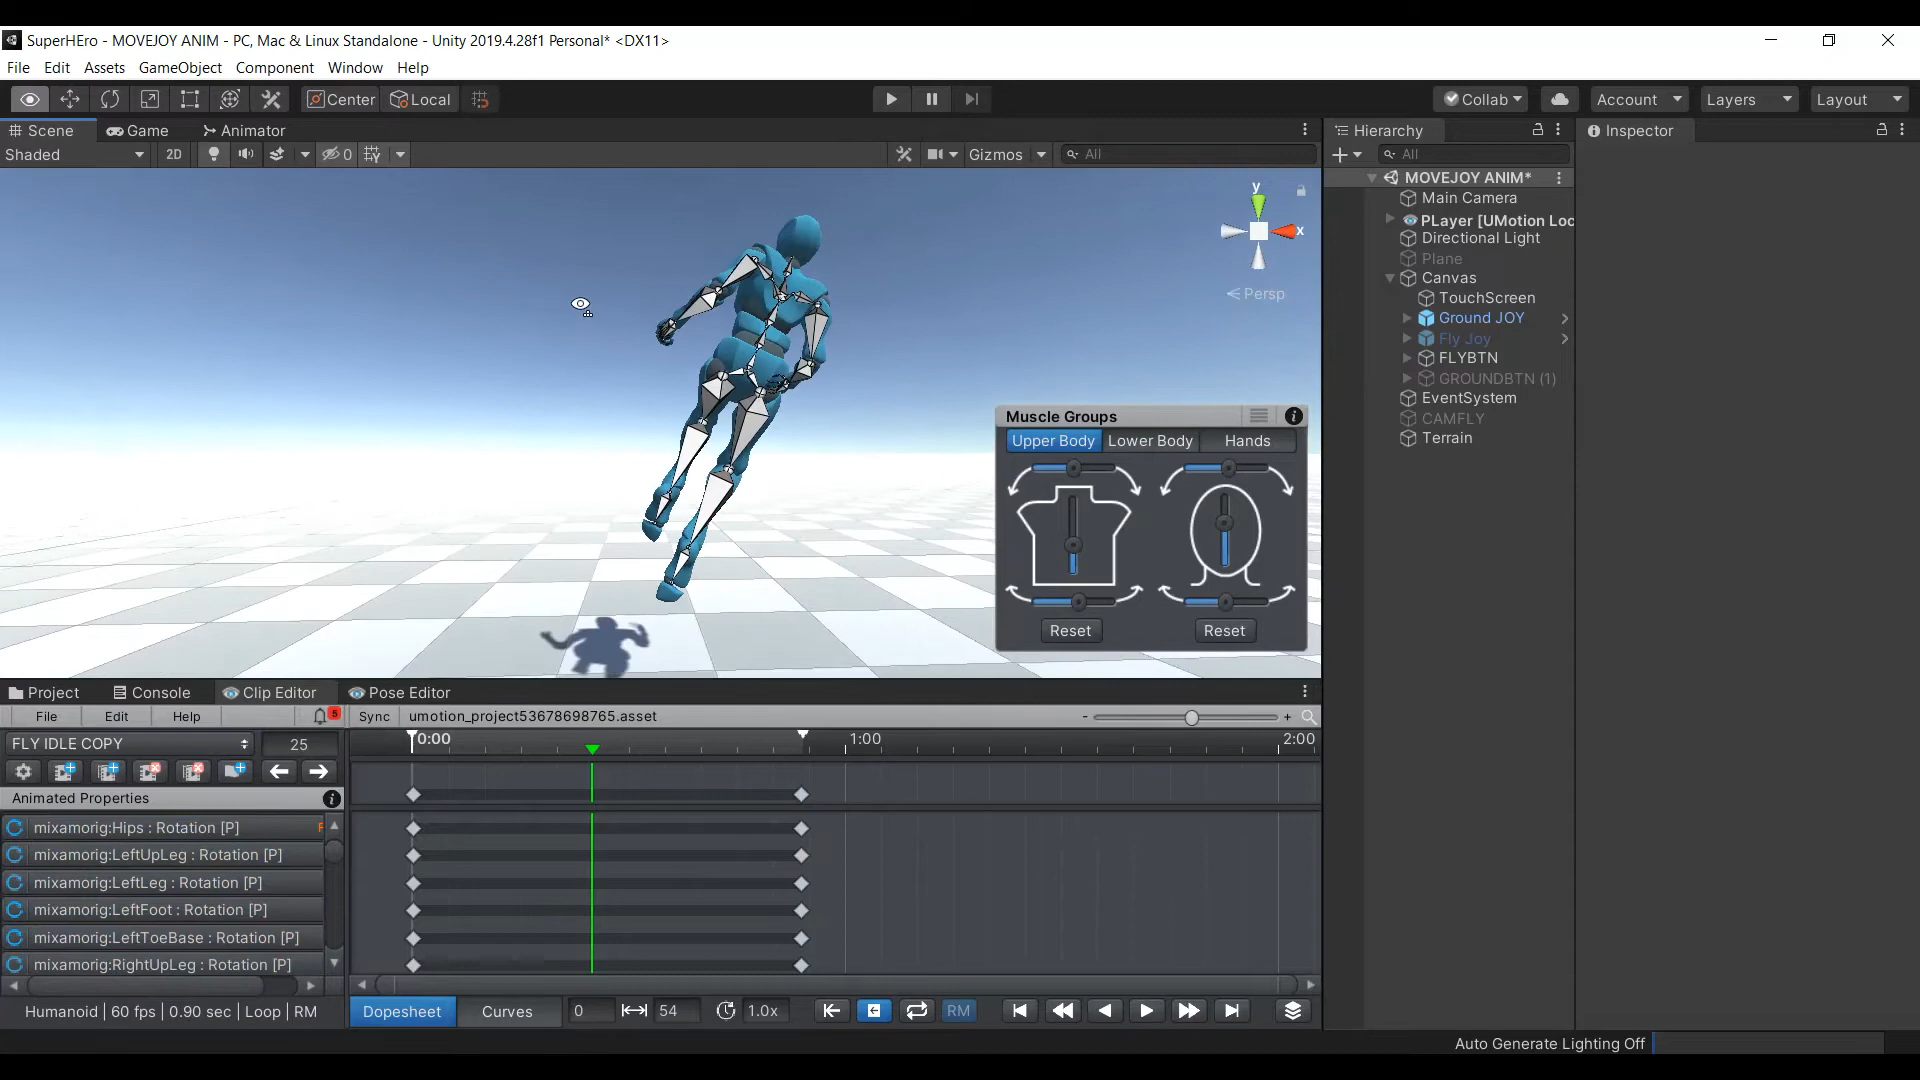 SuperHEro - MOVEJOY ANIM - PC, Mac & Linux Standalone - Unity 2019.4.28f1 Personal* <DX11>
File Edit Assets GameObject Component Window Help
Center Local Collab Account Layers Layout
Scene Game Animator
Shaded 2D 0 Gizmos All
y
x
Persp
Muscle Groups
Upper Body Lower Body Hands
Reset Reset
Hierarchy
All
MOVEJOY ANIM*
Main Camera
PLayer [UMotion Loc
Directional Light
Plane
Canvas
TouchScreen
Ground JOY
Fly Joy
FLYBTN
GROUNDBTN (1)
EventSystem
CAMFLY
Terrain
Inspector
Project Console Clip Editor Pose Editor
File Edit Help 5 Sync umotion_project53678698765.asset - +
FLY IDLE COPY 25 0:00 1:00 2:00
Animated Properties
mixamorig:Hips : Rotation [P]
mixamorig:LeftUpLeg : Rotation [P]
mixamorig:LeftLeg : Rotation [P]
mixamorig:LeftFoot : Rotation [P]
mixamorig:LeftToeBase : Rotation [P]
mixamorig:RightUpLeg : Rotation [P]
Humanoid | 60 fps | 0.90 sec | Loop | RM Dopesheet Curves 0 54 1.0x RM
Auto Generate Lighting Off